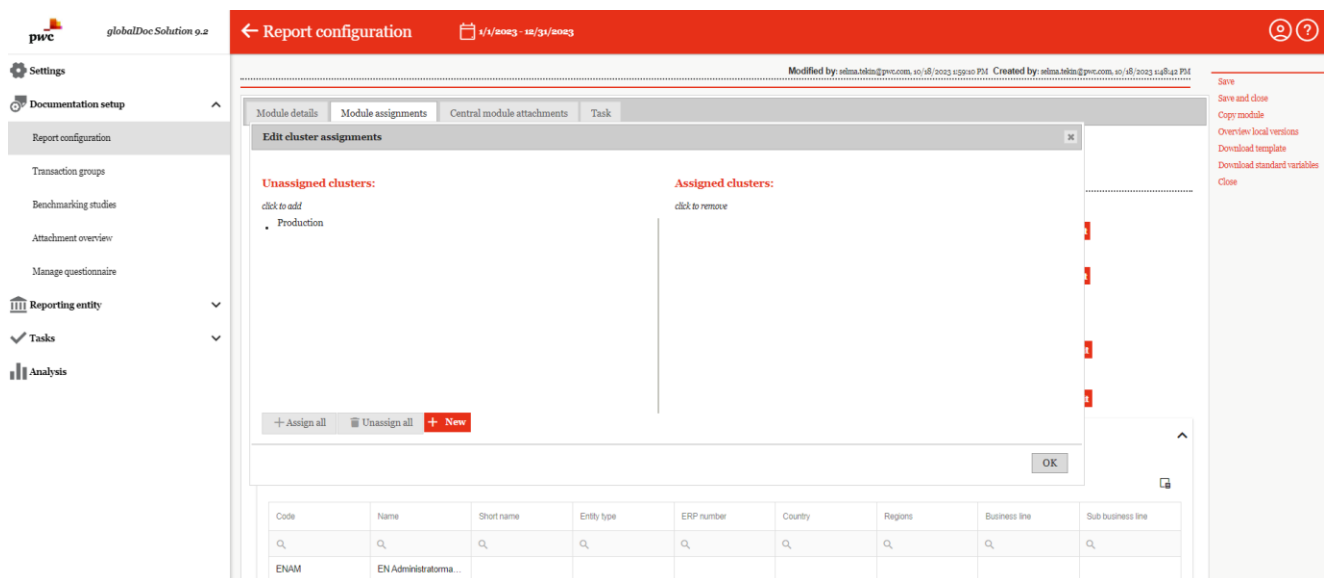 pwc
globalDoc Solution 9.2
Report configuration
1/1/2023 - 12/31/2023
?
Settings
Documentation setup
Report configuration
Transaction groups
Benchmarking studies
Attachment overview
Manage questionnaire
Reporting entity
Tasks
Analysis
Modified by: selma.tekin@pwc.com, 10/18/2023 1:59:10 PM Created by: selma.tekin@pwc.com, 10/18/2023 1:48:42 PM
Module details Module assignments Central module attachments Task
Edit cluster assignments
Unassigned clusters: Assigned clusters:
click to add click to remove
Production
+ Assign all Unassign all + New
OK
Code Name Short name Entity type ERP number Country Regions Business line Sub business line
ENAM EN Administratorma...
Save
Save and close
Copy module
Overview local versions
Download template
Download standard variables
Close